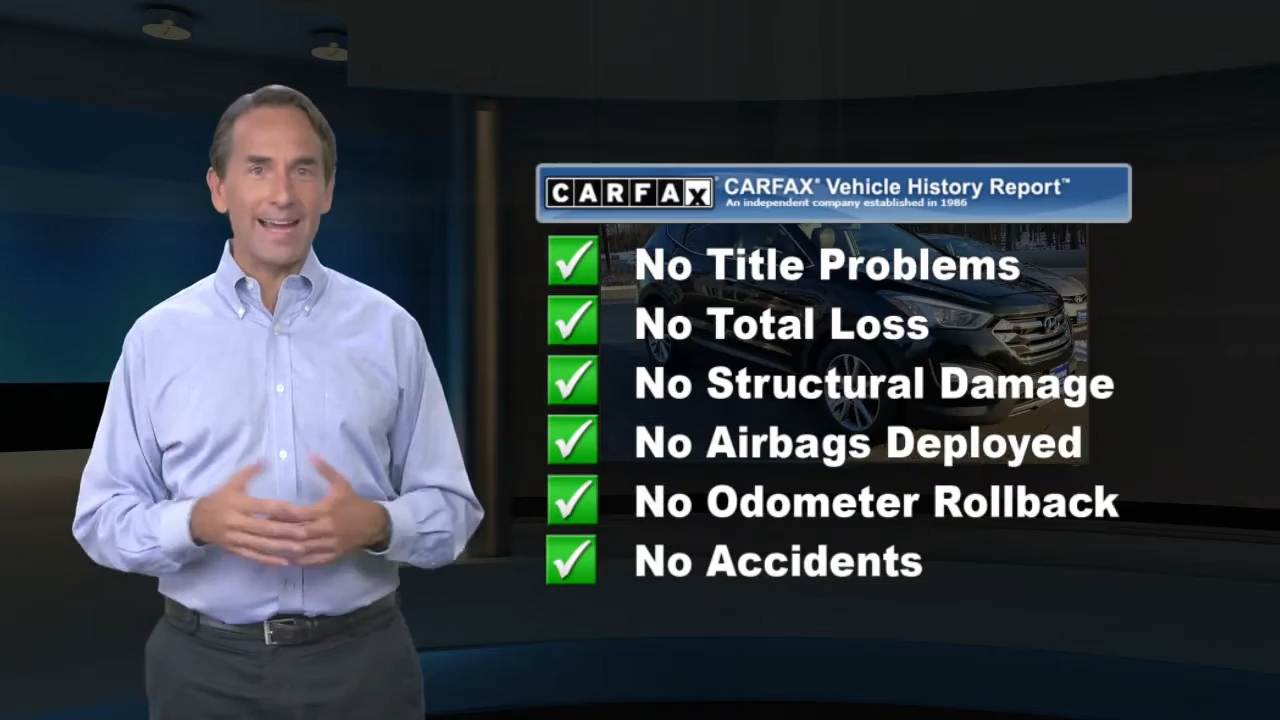 CARFAX® CARFAX® Vehicle History Report™
An independent company established in 1986
No Title Problems
No Total Loss
No Structural Damage
No Airbags Deployed
No Odometer Rollback
No Accidents